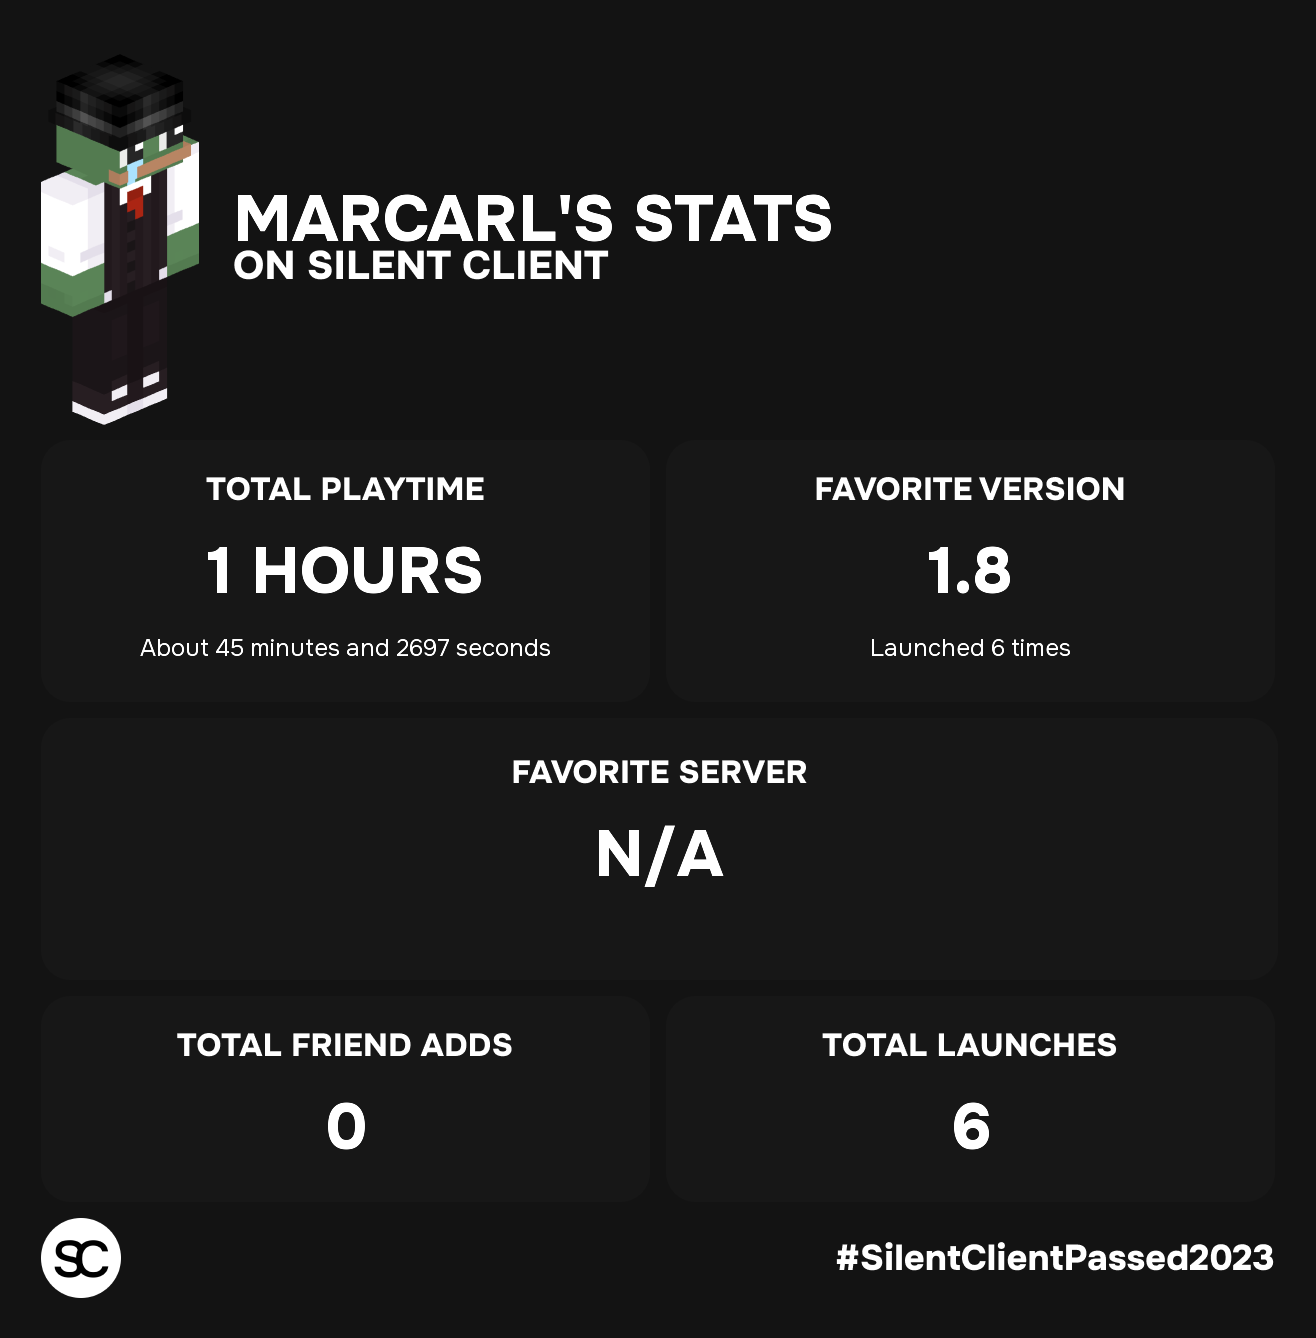 MARCARL'S STATS
ON SILENT CLIENT
TOTAL PLAYTIME
1 HOURS
About 45 minutes and 2697 seconds
FAVORITE VERSION
1.8
Launched 6 times
FAVORITE SERVER
N/A
TOTAL FRIEND ADDS
0
TOTAL LAUNCHES
6
SC
#SilentClientPassed2023